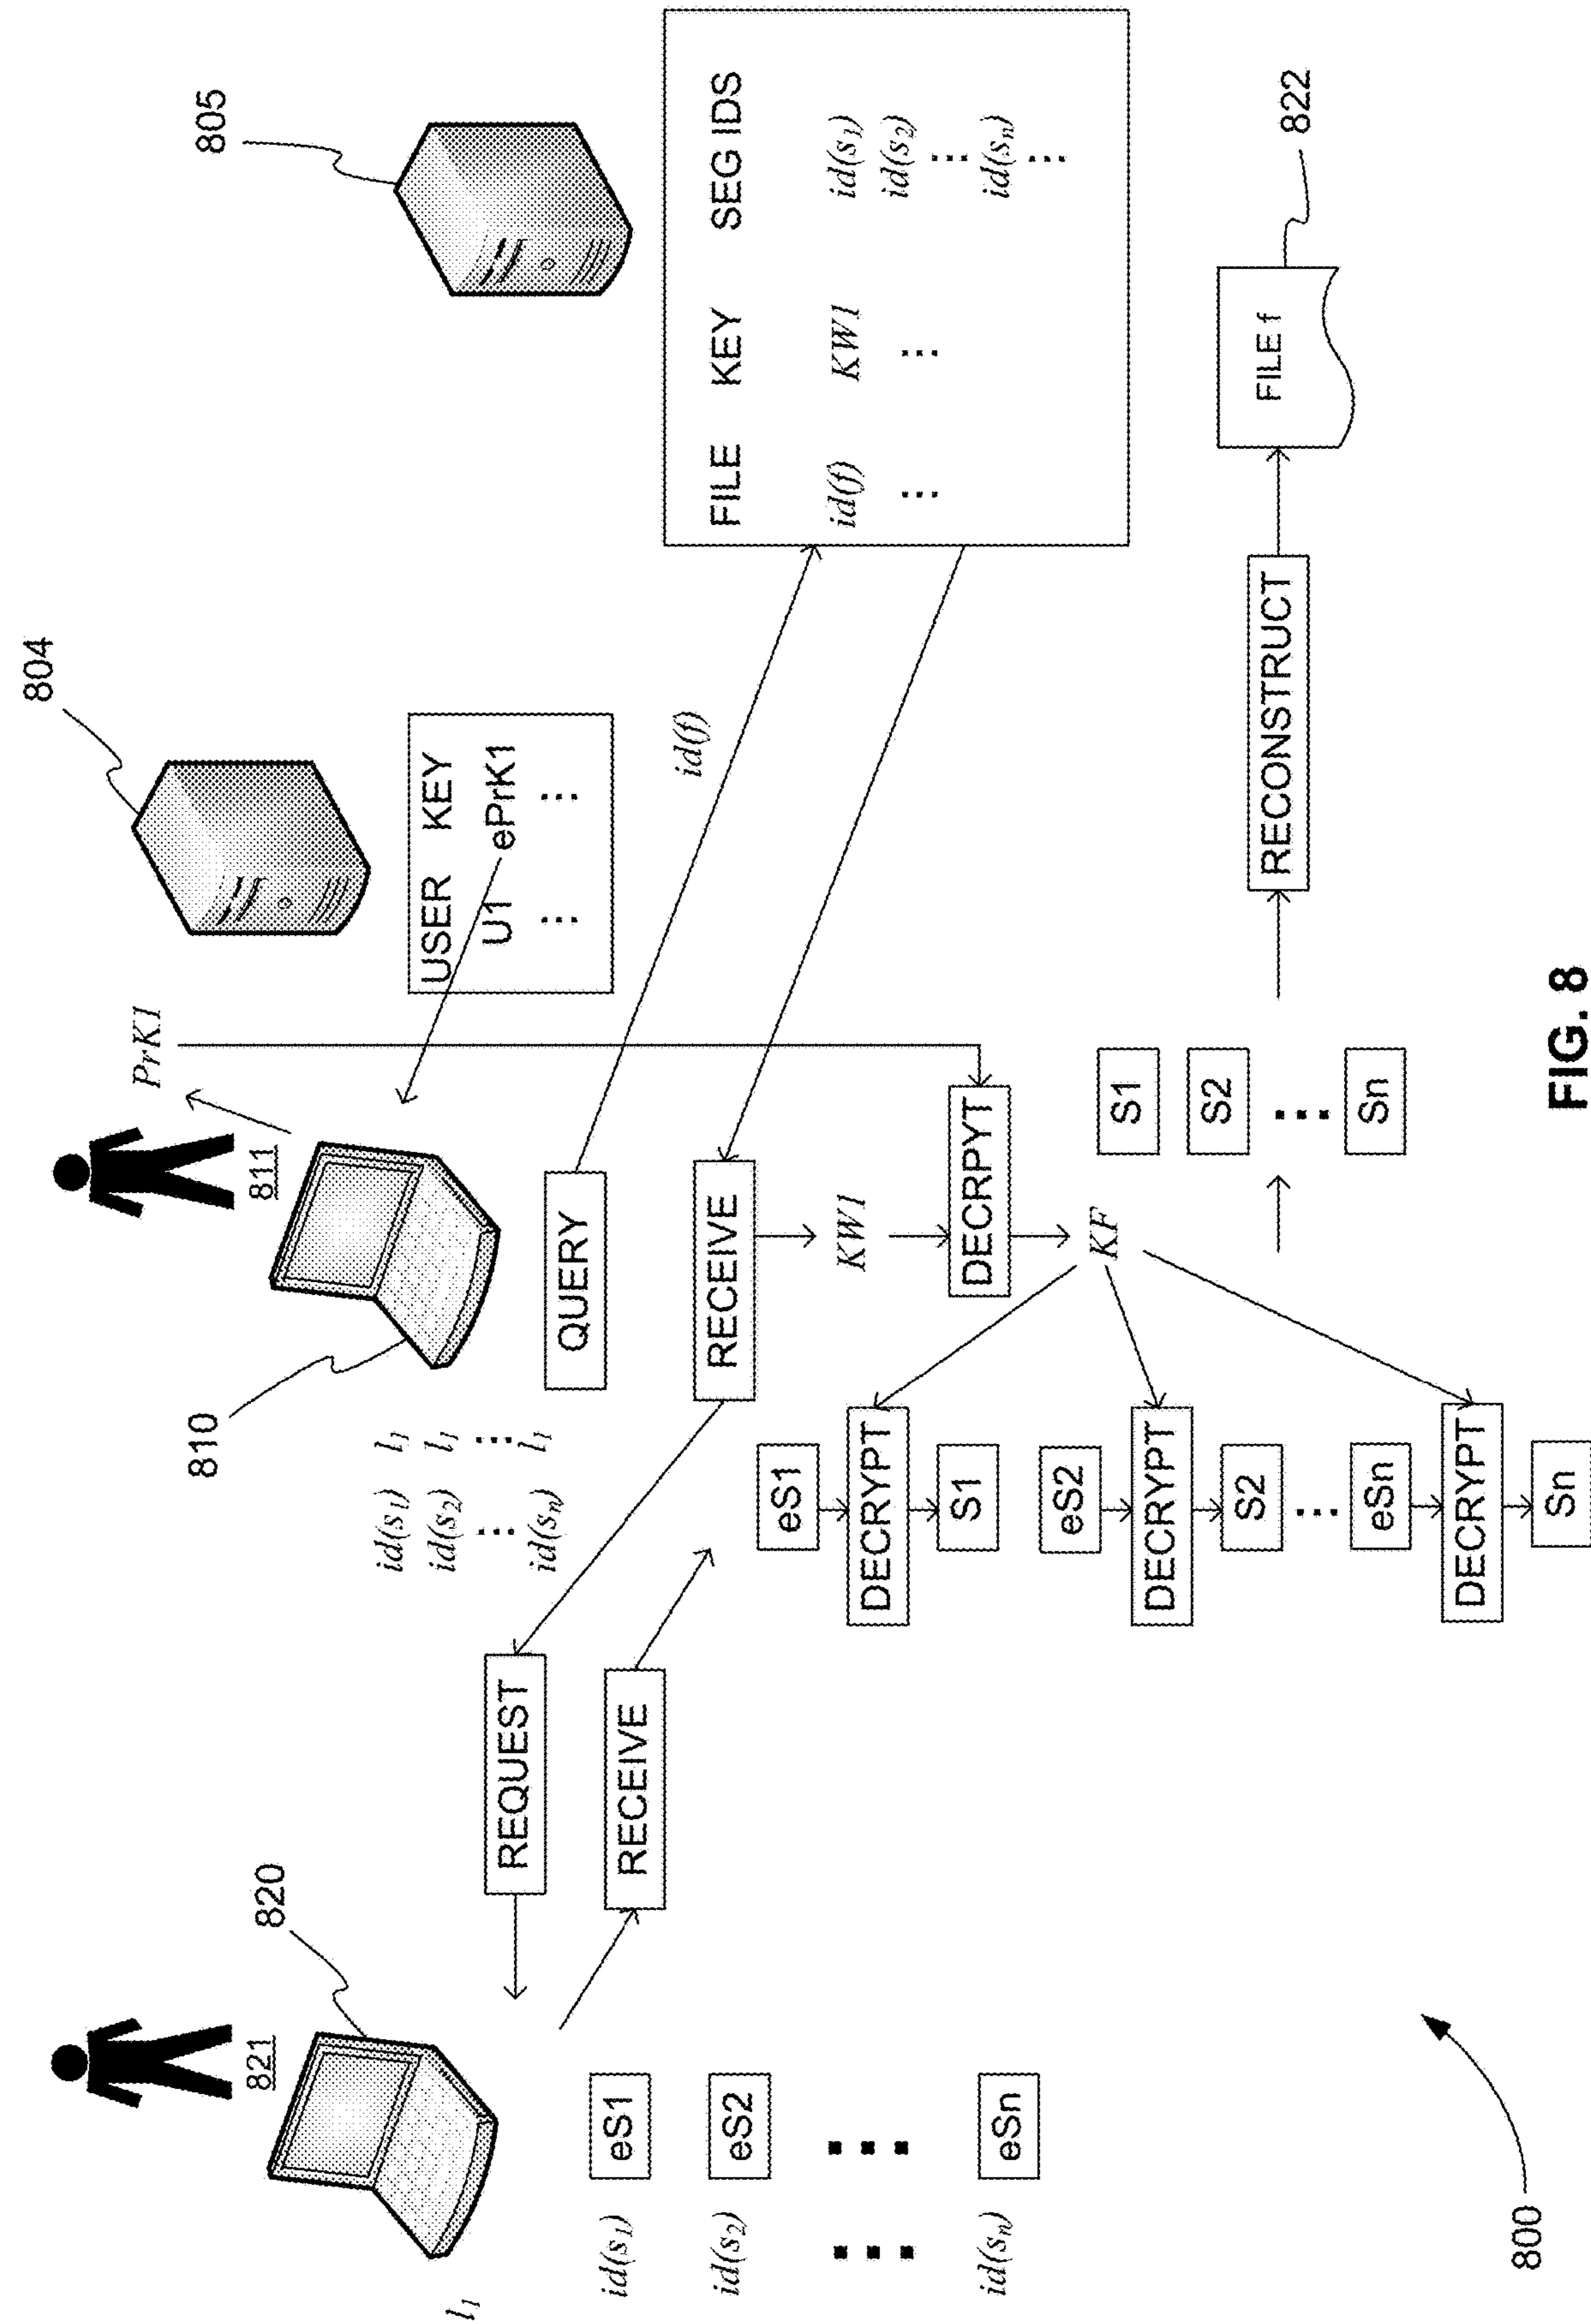 805
804
PrK1
811
810
820
821
l₁
USER KEY
U1 ePrK1
... ...
FILE KEY SEG IDS
id(f) KW1 id(s₁)
... ... id(s₂)
...
id(sₙ)
...
id(f)
id(s₁) l₁
id(s₂) l₁
... ...
id(sₙ) l₁
QUERY
REQUEST
RECEIVE
RECEIVE
KW1
DECRPYT
KF
id(s₁) eS1
id(s₂) eS2
... ...
id(sₙ) eSn
eS1
DECRYPT
S1
eS2
DECRYPT
S2
...
eSn
DECRYPT
Sn
S1
S2
...
Sn
RECONSTRUCT
FILE f
822
800
FIG. 8